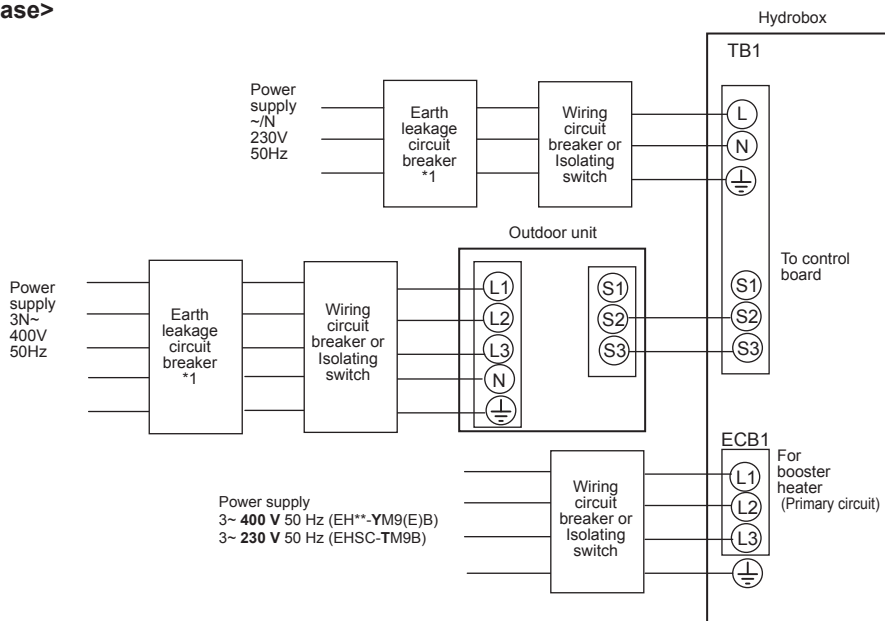 ase>
Hydrobox
TB1
Power
supply
~/N
230V
50Hz
Earth
leakage
circuit
breaker
*1
Wiring
circuit
breaker or
Isolating
switch
L
N
Outdoor unit
To control
board
Power
supply
3N~
400V
50Hz
Earth
leakage
circuit
breaker
*1
Wiring
circuit
breaker or
Isolating
switch
L1
L2
L3
N
S1
S2
S3
S1
S2
S3
ECB1
For
booster
heater
(Primary circuit)
Power supply
3~ 400 V 50 Hz (EH**-YM9(E)B)
3~ 230 V 50 Hz (EHSC-TM9B)
Wiring
circuit
breaker or
Isolating
switch
L1
L2
L3